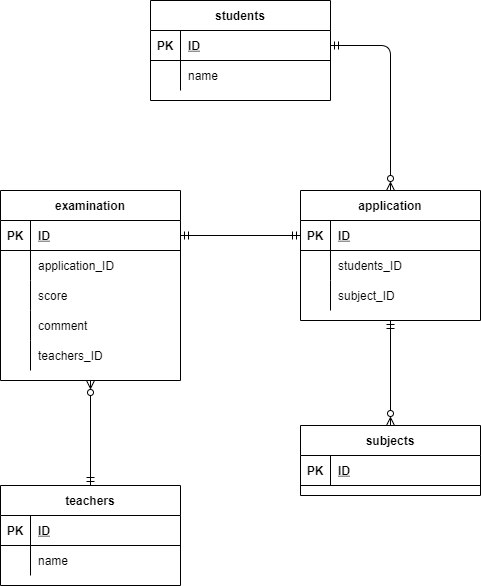 students
PK ID
name
examination
PK ID
application_ID
score
comment
teachers_ID
application
PK ID
students_ID
subject_ID
subjects
PK ID
teachers
PK ID
name